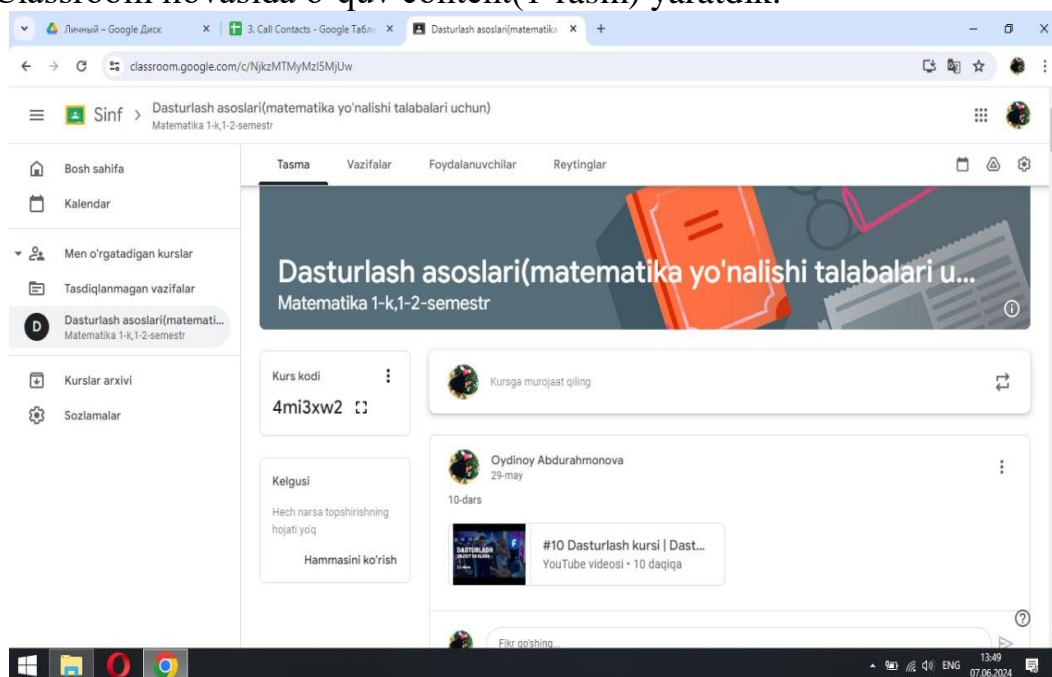 Classroom ilovasida o'quv content(1-rasm) yaratdik.
Личный – Google Диск
3. Call Contacts - Google Табли
Dasturlash asoslari(matematika
classroom.google.com/c/NjkzMTMyMzI5MjUw
Sinf > Dasturlash asoslari(matematika yo'nalishi talabalari uchun)
Matematika 1-k,1-2-semestr
Bosh sahifa
Kalendar
Men o'rgatadigan kurslar
Tasdiqlanmagan vazifalar
D
Dasturlash asoslari(matemati...
Matematika 1-k,1-2-semestr
Kurslar arxivi
Sozlamalar
Tasma Vazifalar Foydalanuvchilar Reytinglar
Dasturlash asoslari(matematika yo'nalishi talabalari u...
Matematika 1-k,1-2-semestr
Kurs kodi
4mi3xw2
Kelgusi
Hech narsa topshirishning
hojati yo'q
Hammasini ko'rish
Kursga murojaat qiling
Oydinoy Abdurahmonova
29-may
10-dars
DASTURLASH
#10 Dasturlash kursi | Dast...
YouTube videosi • 10 daqiqa
Fikr qo'shing...
ENG
13:49
07.06.2024